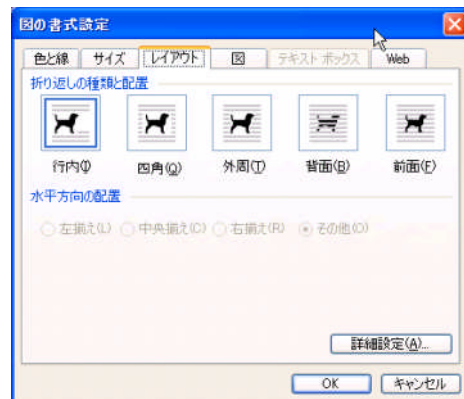 図の書式設定
色と線 サイズ レイアウト 図 テキスト ボックス Web
折り返しの種類と配置
行内(I) 四角(Q) 外周(T) 背面(B) 前面(F)
水平方向の配置
左揃え(L) 中央揃え(C) 右揃え(R) その他(O)
詳細設定(A)...
OK キャンセル